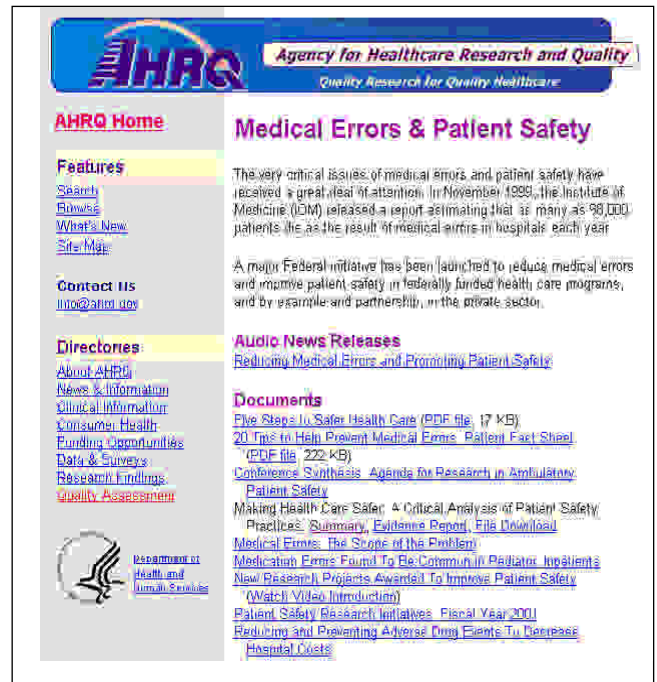 AHRQ
Agency for Healthcare Research and Quality
Quality Research for Quality Healthcare
AHRQ Home
Features
Search
Browse
What's New
Site Map
Contact Us
info@ahrq.gov
Directories
About AHRQ
News & Information
Clinical Information
Consumer Health
Funding Opportunities
Data & Surveys
Research Findings
Quality Assessment
Department of
Health and
Human Services
Medical Errors & Patient Safety
The very critical issues of medical errors and patient safety have
received a great deal of attention. In November 1999, the Institute of
Medicine (IOM) released a report estimating that as many as 98,000
patients die as the result of medical errors in hospitals each year.
A major Federal initiative has been launched to reduce medical errors
and improve patient safety in federally funded health care programs,
and by example and partnership, in the private sector.
Audio News Releases
Reducing Medical Errors and Promoting Patient Safety
Documents
Five Steps to Safer Health Care (PDF file, 17 KB)
20 Tips to Help Prevent Medical Errors: Patient Fact Sheet
(PDF file, 222 KB)
Conference Synthesis: Agenda for Research in Ambulatory
Patient Safety
Making Health Care Safer: A Critical Analysis of Patient Safety
Practices: Summary, Evidence Report, File Download
Medical Errors: The Scope of the Problem
Medication Errors Found To Be Common in Pediatric Inpatients
New Research Projects Awarded To Improve Patient Safety
(Watch Video Introduction)
Patient Safety Research Initiatives: Fiscal Year 2001
Reducing and Preventing Adverse Drug Events To Decrease
Hospital Costs